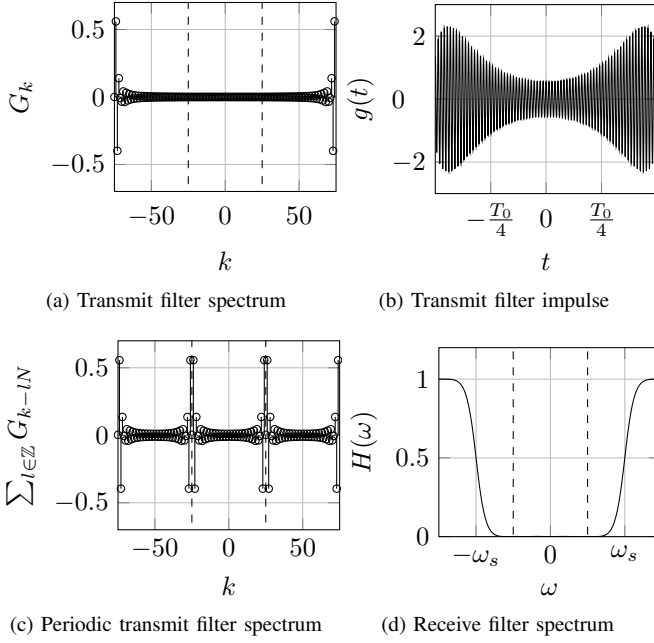 0.5
0
−0.5
G_k
−50 0 50
k
(a) Transmit filter spectrum
2
0
−2
g(t)
−T_0/4 0 T_0/4
t
(b) Transmit filter impulse
0.5
0
−0.5
∑_{l∈ℤ} G_{k−lN}
−50 0 50
k
(c) Periodic transmit filter spectrum
1
0.5
0
H(ω)
−ω_s 0 ω_s
ω
(d) Receive filter spectrum